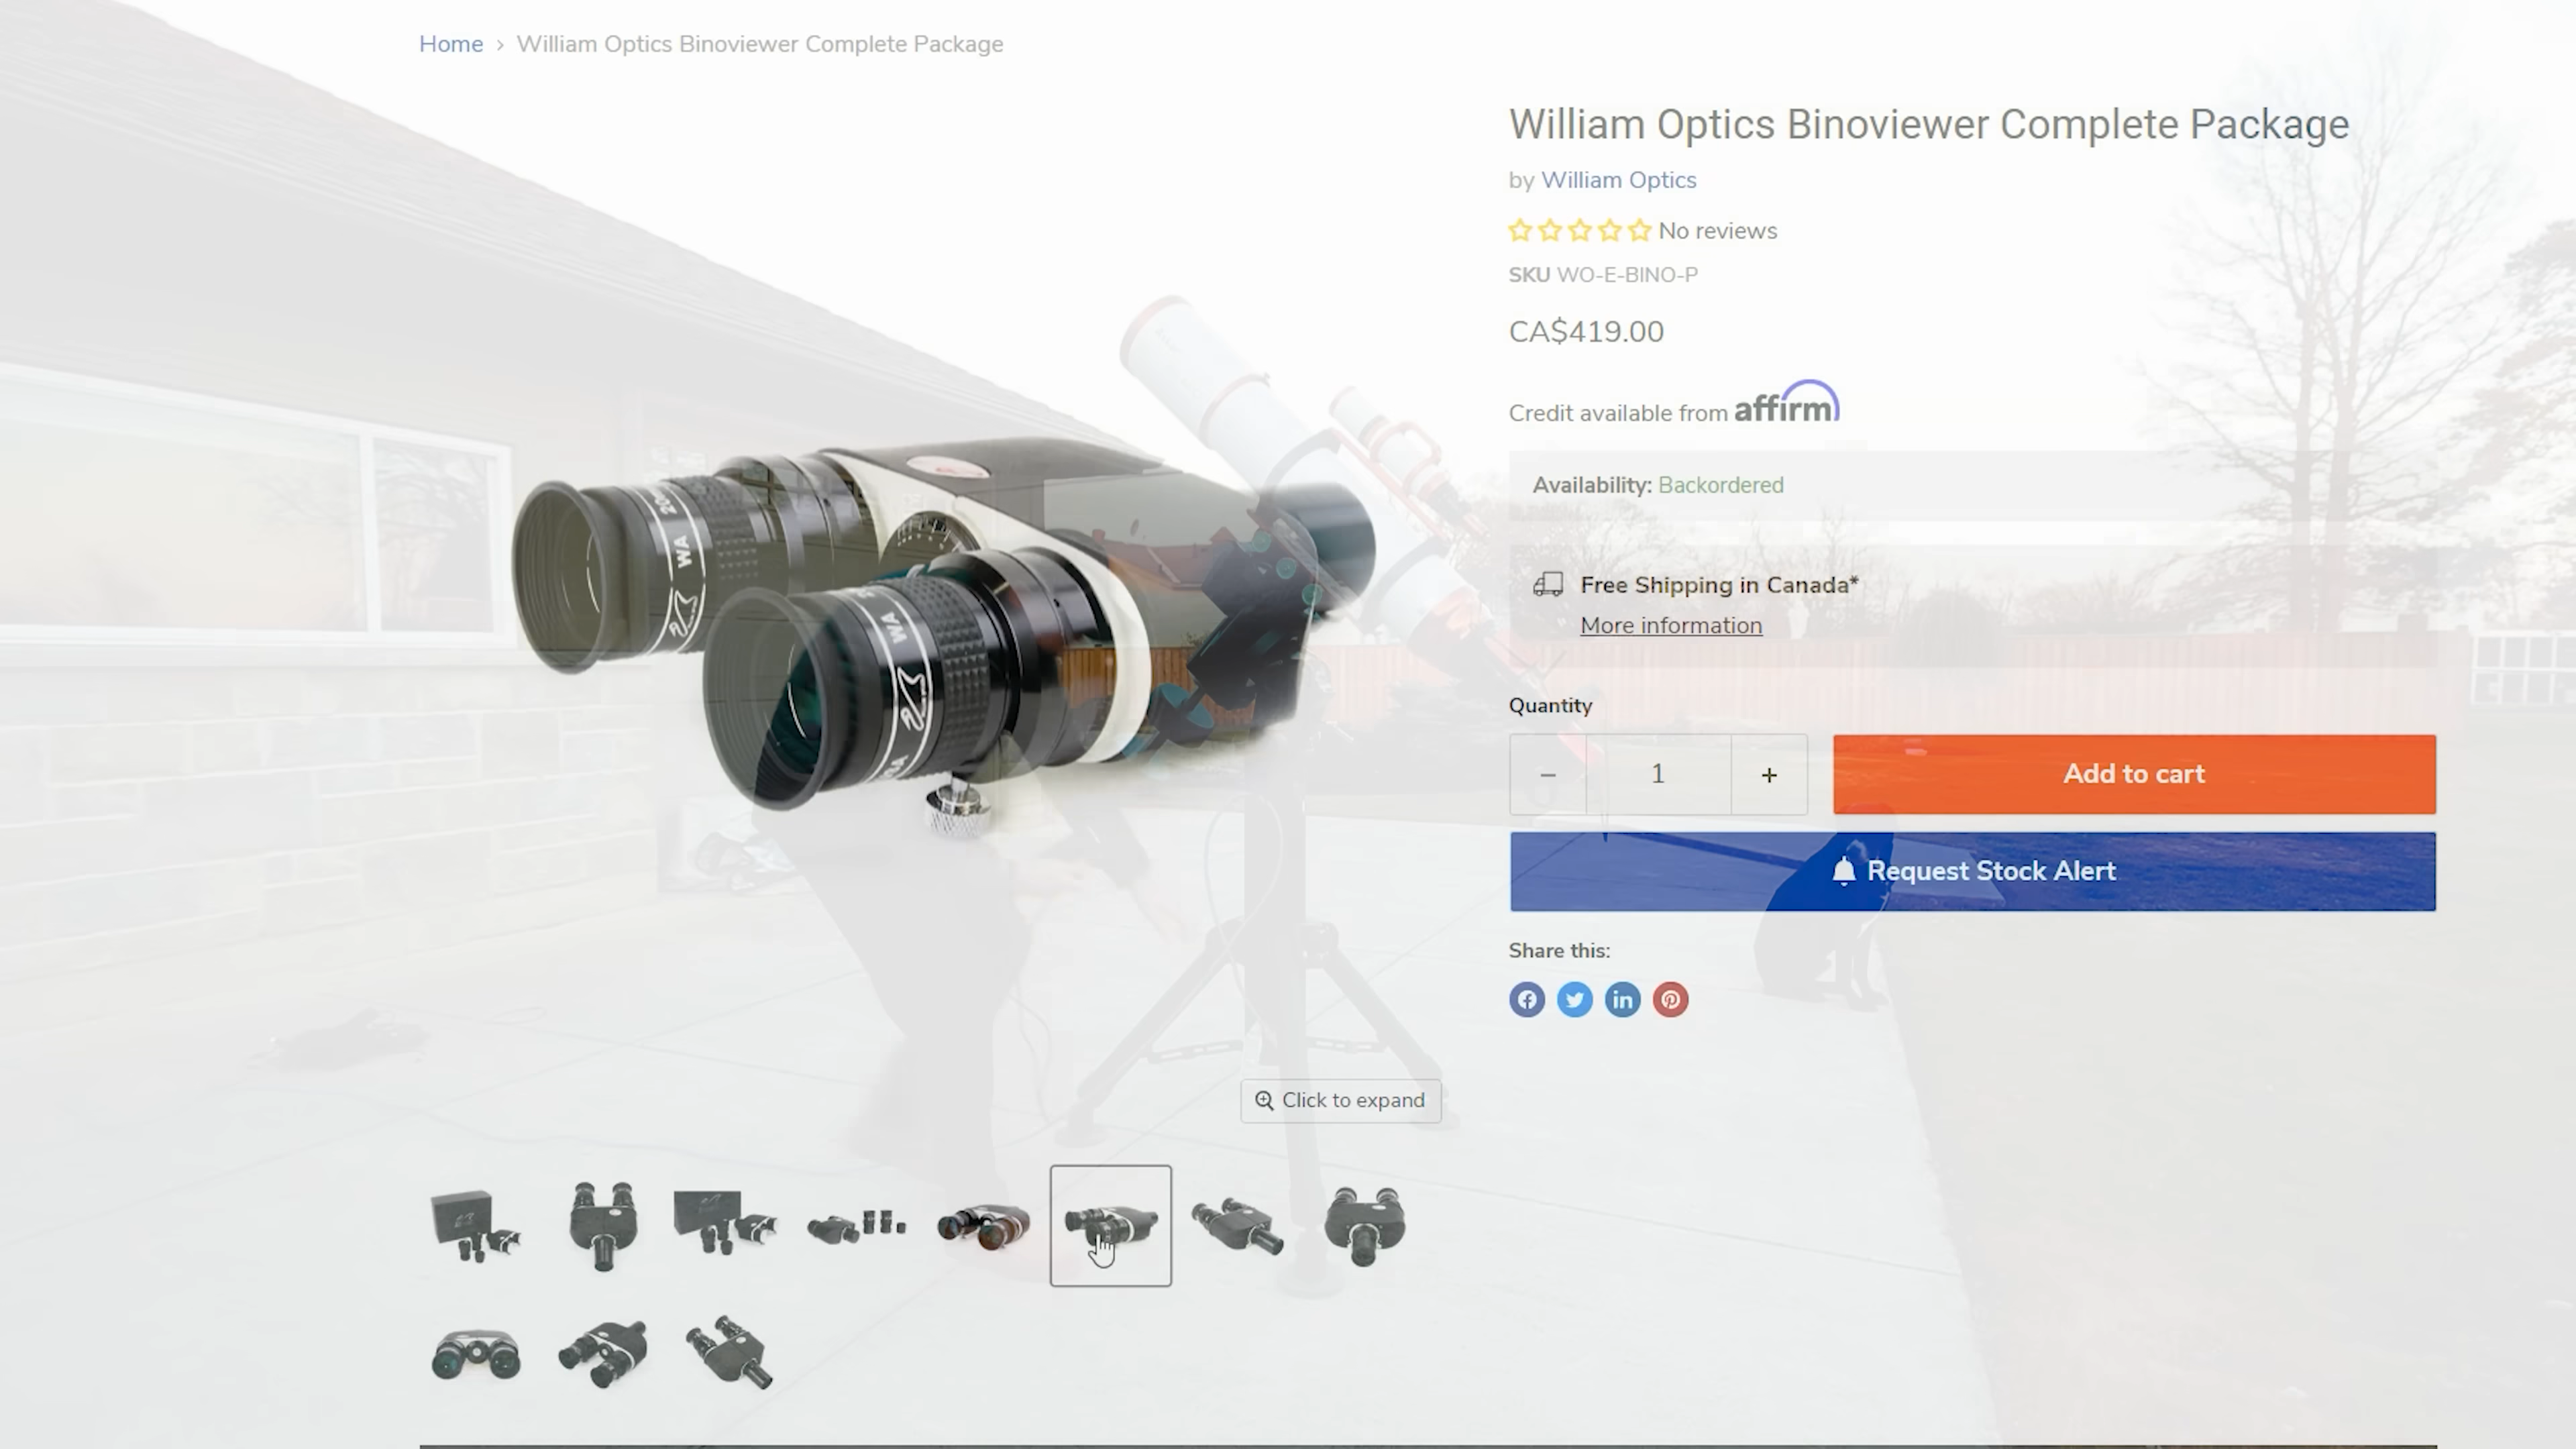 Home › William Optics Binoviewer Complete Package
William Optics Binoviewer Complete Package
by William Optics
No reviews
SKU WO-E-BINO-P
CA$419.00
Credit available from affirm
Availability: Backordered
Free Shipping in Canada*
More information
Quantity
− 1 +
Add to cart
Request Stock Alert
Share this:
Click to expand
WA
WA